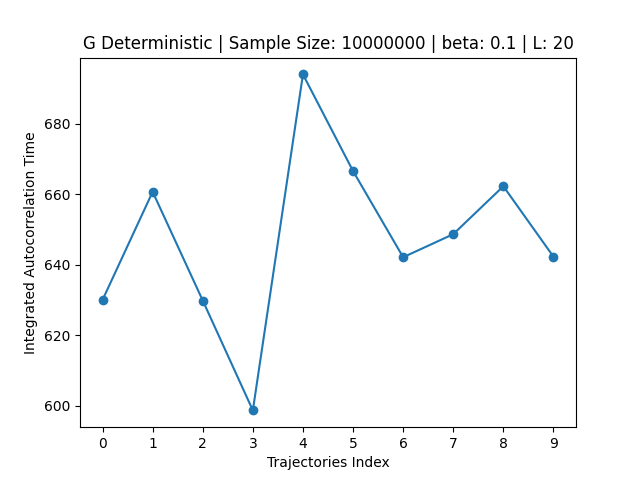 G Deterministic | Sample Size: 10000000 | beta: 0.1 | L: 20
Integrated Autocorrelation Time
680
660
640
620
600
0 1 2 3 4 5 6 7 8 9
Trajectories Index